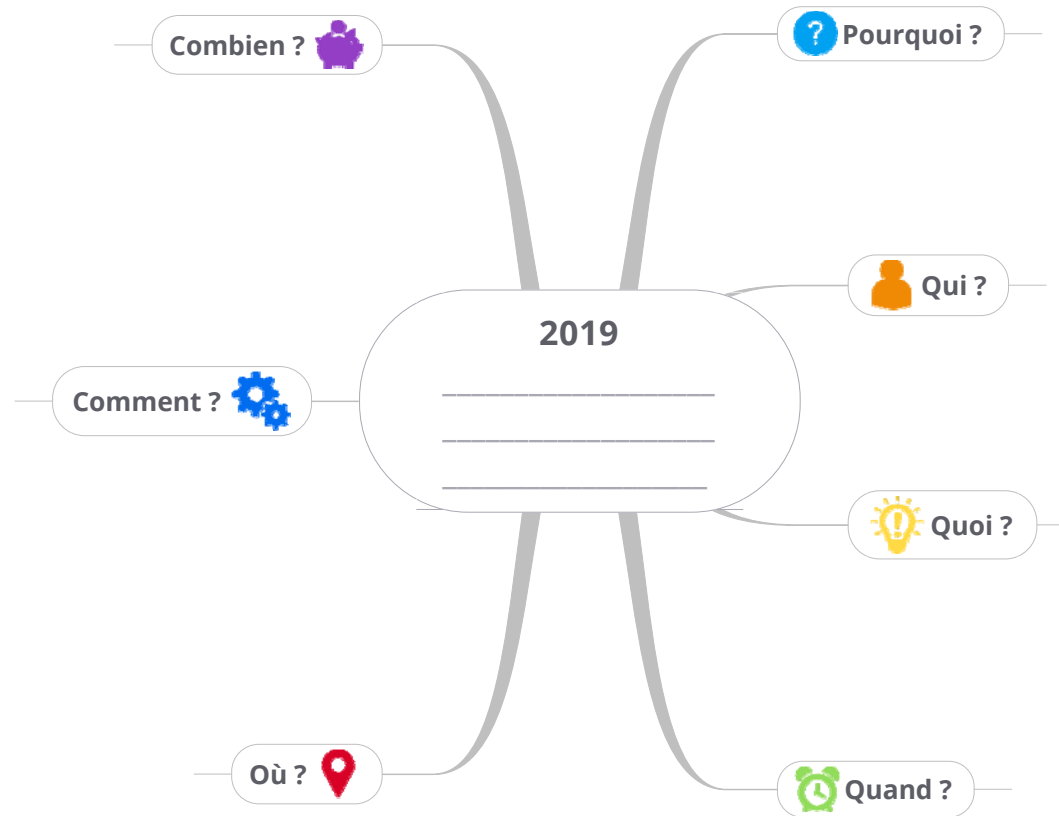 Combien ?
Pourquoi ?
Qui ?
2019
Comment ?
Quoi ?
Où ?
Quand ?